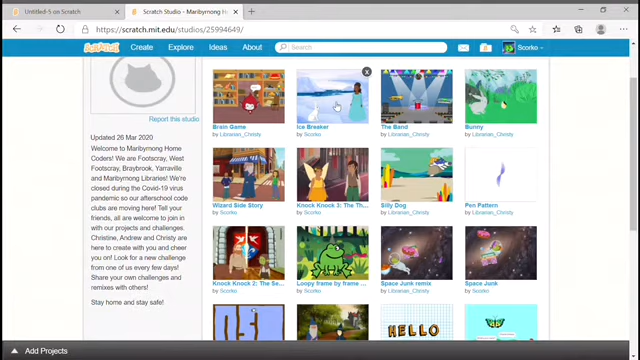 Untitled-5 on Scratch
Scratch Studio - Maribyrnong Hom
https://scratch.mit.edu/studios/25994649/
SCRATCH
Create
Explore
Ideas
About
Search
Scorko
Report this studio
Updated 26 Mar 2020
Welcome to Maribyrnong Home
Coders! We are Footscray, West
Footscray, Braybrook, Yarraville
and Maribyrnong Libraries! We're
closed during the Covid-19 virus
pandemic so our afterschool code
clubs are moving here! Tell your
friends, all are welcome to join in
with our projects and challenges
Christine, Andrew and Christy are
here to create with you and cheer
you on! Look for a new challenge
from one of us every few days!
Share your own challenges and
remixes with others!
Stay home and stay safe!
X
Brain Game
by Librarian_Christy
Ice Breaker
by Scorko
The Band
by Librarian_Christy
Bunny
by Librarian_Christy
Wizard Side Story
by Scorko
Knock Knock 3: The Th...
by Scorko
Silly Dog
by Scorko
Pen Pattern
by Librarian_Christy
Knock Knock 2: The Se...
by Scorko
Loopy frame by frame ...
by Scorko
Space Junk remix
by Librarian_Christy
Space Junk
by Librarian_Christy
HELLO
Add Projects